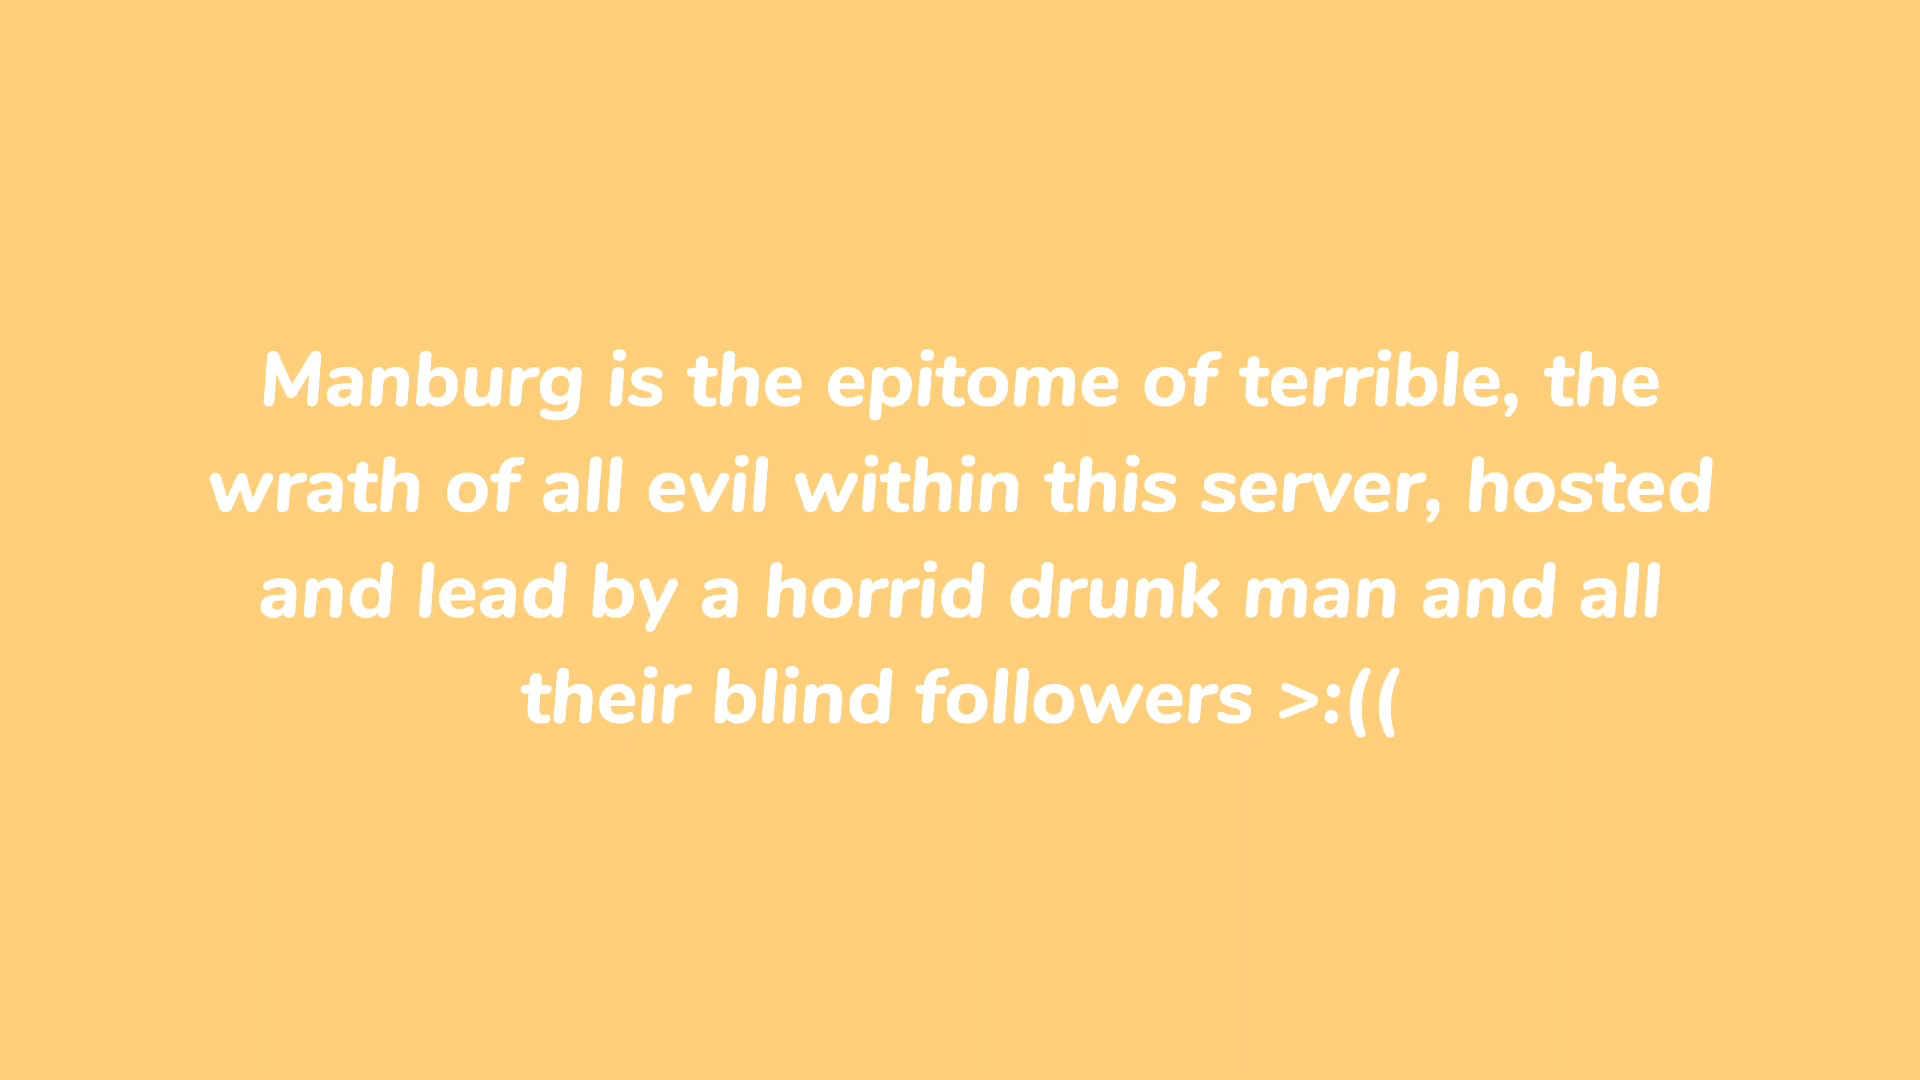 Manburg is the epitome of terrible, the
wrath of all evil within this server, hosted
and lead by a horrid drunk man and all
their blind followers >:((